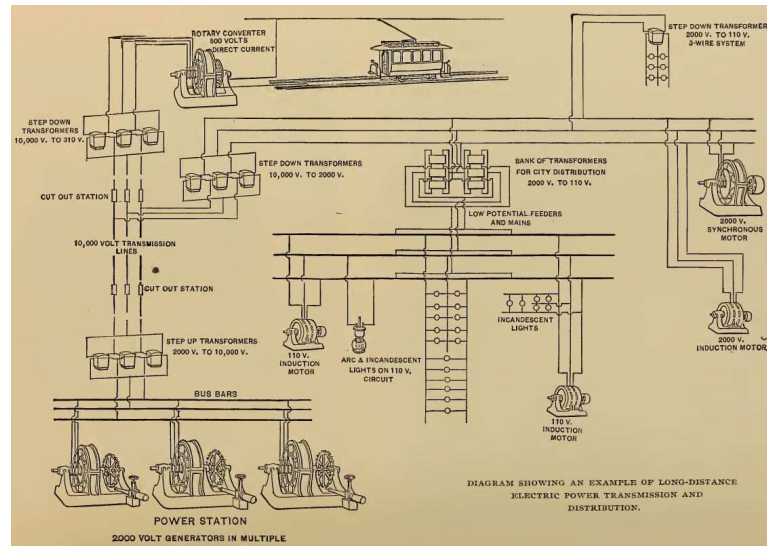 ROTARY CONVERTER
500 VOLTS
DIRECT CURRENT
STEP DOWN TRANSFORMER
2000 V. TO 110 V.
3-WIRE SYSTEM
STEP DOWN
TRANSFORMERS
10,000 V. TO 310 V.
STEP DOWN TRANSFORMERS
10,000 V. TO 2000 V.
BANK OF TRANSFORMERS
FOR CITY DISTRIBUTION
2000 V. TO 110 V.
CUT OUT STATION
LOW POTENTIAL FEEDERS
AND MAINS
2000 V.
SYNCHRONOUS
MOTOR
10,000 VOLT TRANSMISSION
LINES
CUT OUT STATION
INCANDESCENT
LIGHTS
STEP UP TRANSFORMERS
2000 V. TO 10,000 V.
110 V.
INDUCTION
MOTOR
ARC & INCANDESCENT
LIGHTS ON 110 V.
CIRCUIT
2000 V.
INDUCTION MOTOR
BUS BARS
110 V.
INDUCTION
MOTOR
DIAGRAM SHOWING AN EXAMPLE OF LONG-DISTANCE
ELECTRIC POWER TRANSMISSION AND
DISTRIBUTION.
POWER STATION
2000 VOLT GENERATORS IN MULTIPLE